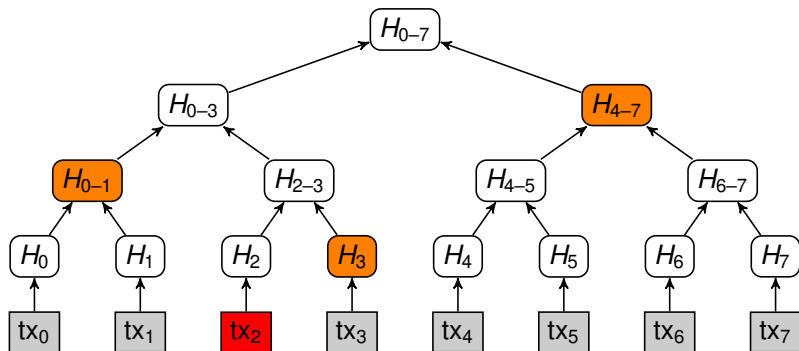 H₀₋₇
H₀₋₃ H₄₋₇
H₀₋₁ H₂₋₃ H₄₋₅ H₆₋₇
H₀ H₁ H₂ H₃ H₄ H₅ H₆ H₇
tx₀ tx₁ tx₂ tx₃ tx₄ tx₅ tx₆ tx₇